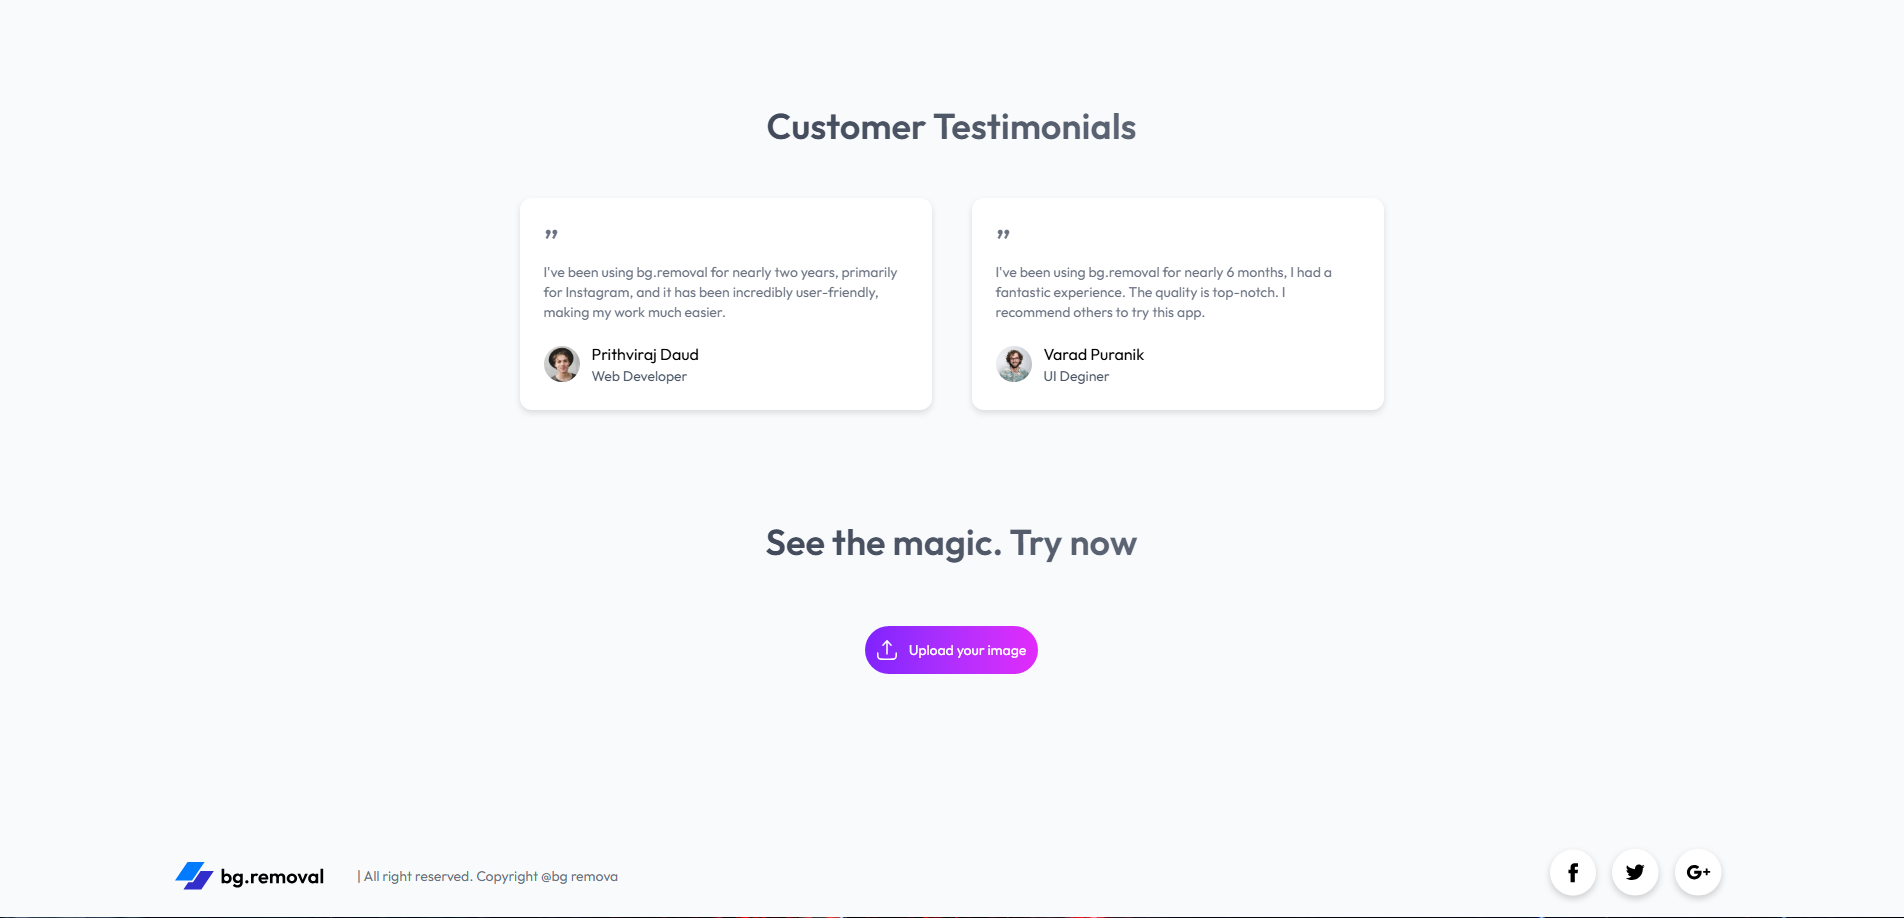 Customer Testimonials
”
I've been using bg.removal for nearly two years, primarily
for Instagram, and it has been incredibly user-friendly,
making my work much easier.
Prithviraj Daud
Web Developer
”
I've been using bg.removal for nearly 6 months, I had a
fantastic experience. The quality is top-notch. I
recommend others to try this app.
Varad Puranik
UI Deginer
See the magic. Try now
Upload your image
bg.removal
| All right reserved. Copyright @bg remova
f
G+